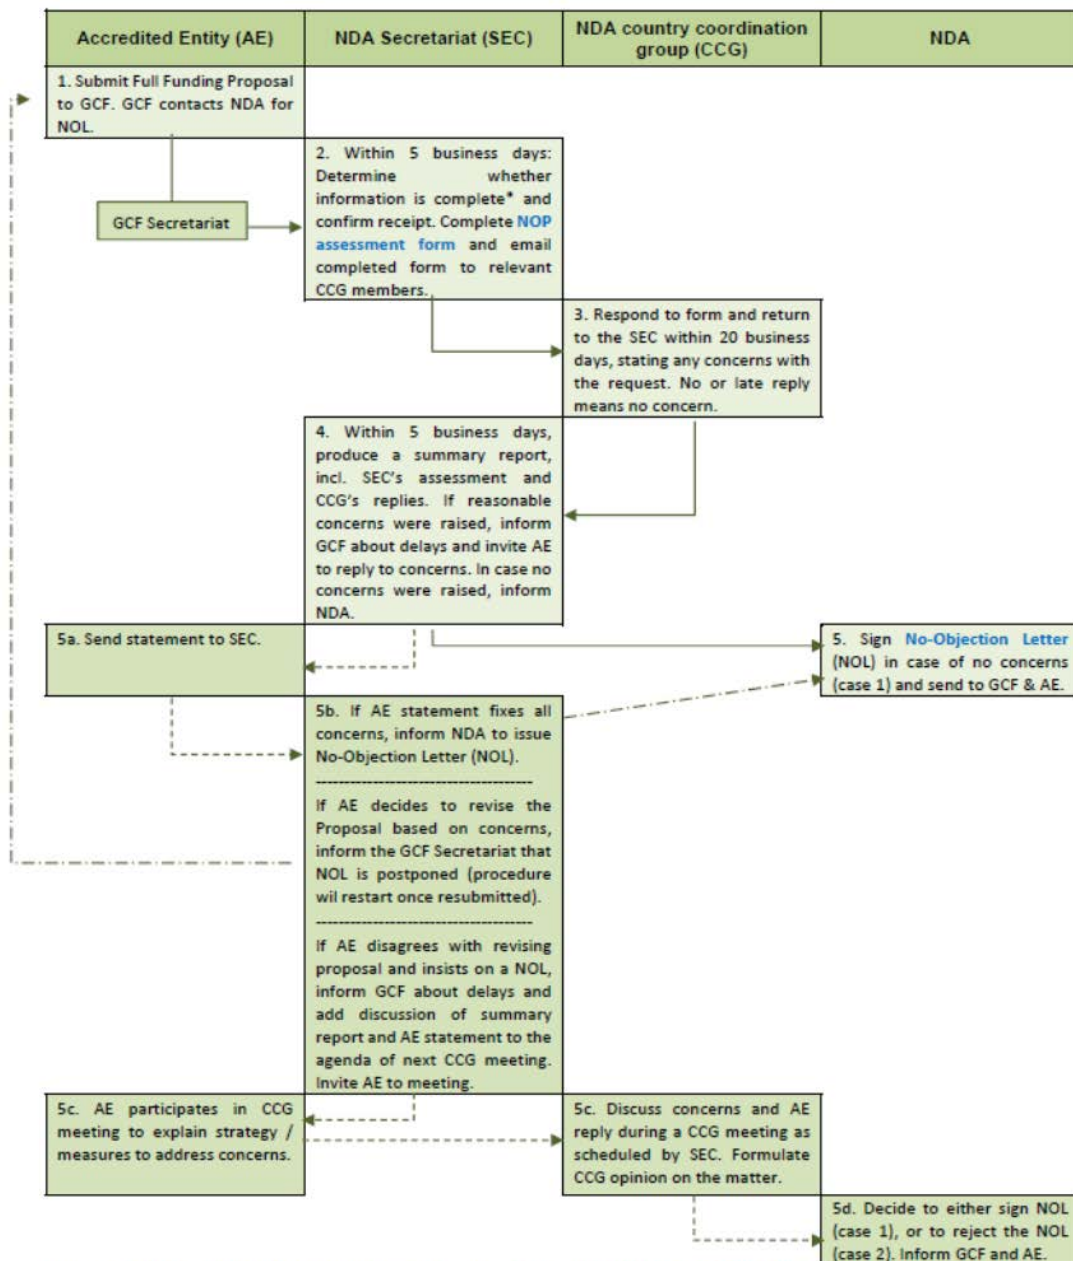 Accredited Entity (AE)
NDA Secretariat (SEC)
NDA country coordination
group (CCG)
NDA
1. Submit Full Funding Proposal
to GCF. GCF contacts NDA for
NOL.
GCF Secretariat
2. Within 5 business days:
Determine whether
information is complete* and
confirm receipt. Complete NOP
assessment form and email
completed form to relevant
CCG members.
3. Respond to form and return
to the SEC within 20 business
days, stating any concerns with
the request. No or late reply
means no concern.
4. Within 5 business days,
produce a summary report,
incl. SEC's assessment and
CCG's replies. If reasonable
concerns were raised, inform
GCF about delays and invite AE
to reply to concerns. In case no
concerns were raised, inform
NDA.
5a. Send statement to SEC.
5. Sign No-Objection Letter
(NOL) in case of no concerns
(case 1) and send to GCF & AE.
5b. If AE statement fixes all
concerns, inform NDA to issue
No-Objection Letter (NOL).
If AE decides to revise the
Proposal based on concerns,
inform the GCF Secretariat that
NOL is postponed (procedure
wil restart once resubmitted).
If AE disagrees with revising
proposal and insists on a NOL,
inform GCF about delays and
add discussion of summary
report and AE statement to the
agenda of next CCG meeting.
Invite AE to meeting.
5c. AE participates in CCG
meeting to explain strategy /
measures to address concerns.
5c. Discuss concerns and AE
reply during a CCG meeting as
scheduled by SEC. Formulate
CCG opinion on the matter.
5d. Decide to either sign NOL
(case 1), or to reject the NOL
(case 2). Inform GCF and AE.